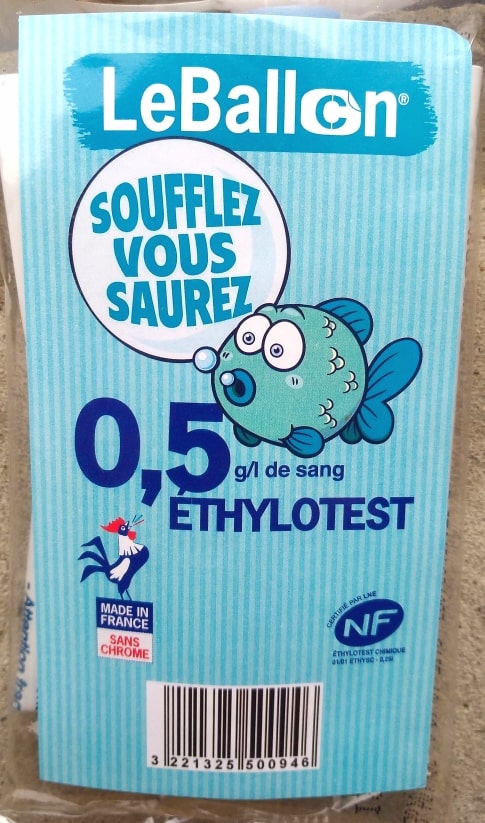 LeBallon®
SOUFFLEZ
VOUS
SAUREZ
0,5 g/l de sang
ÉTHYLOTEST
MADE IN
FRANCE
SANS
CHROME
CERTIFIÉ PAR LNE
NF
ÉTHYLOTEST CHIMIQUE
- Attention
3 221325 500946